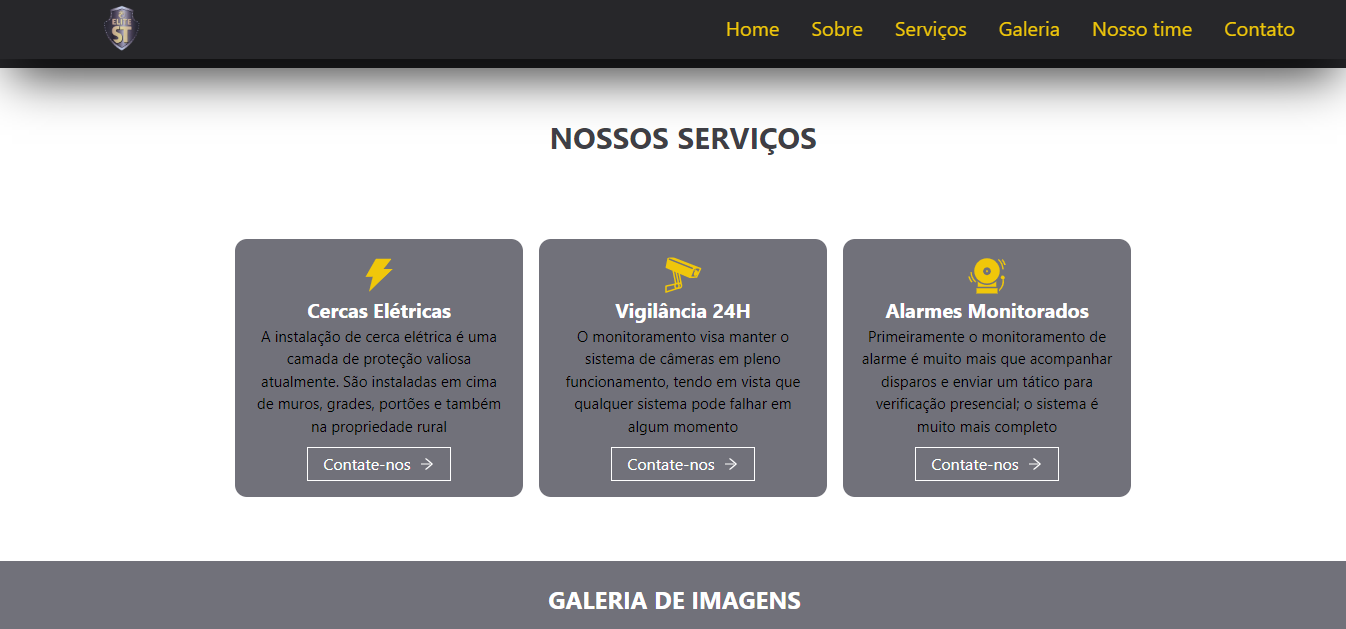 ELITE
ST
Home Sobre Serviços Galeria Nosso time Contato
NOSSOS SERVIÇOS
Cercas Elétricas
A instalação de cerca elétrica é uma
camada de proteção valiosa
atualmente. São instaladas em cima
de muros, grades, portões e também
na propriedade rural
Contate-nos
Vigilância 24H
O monitoramento visa manter o
sistema de câmeras em pleno
funcionamento, tendo em vista que
qualquer sistema pode falhar em
algum momento
Contate-nos
Alarmes Monitorados
Primeiramente o monitoramento de
alarme é muito mais que acompanhar
disparos e enviar um tático para
verificação presencial; o sistema é
muito mais completo
Contate-nos
GALERIA DE IMAGENS